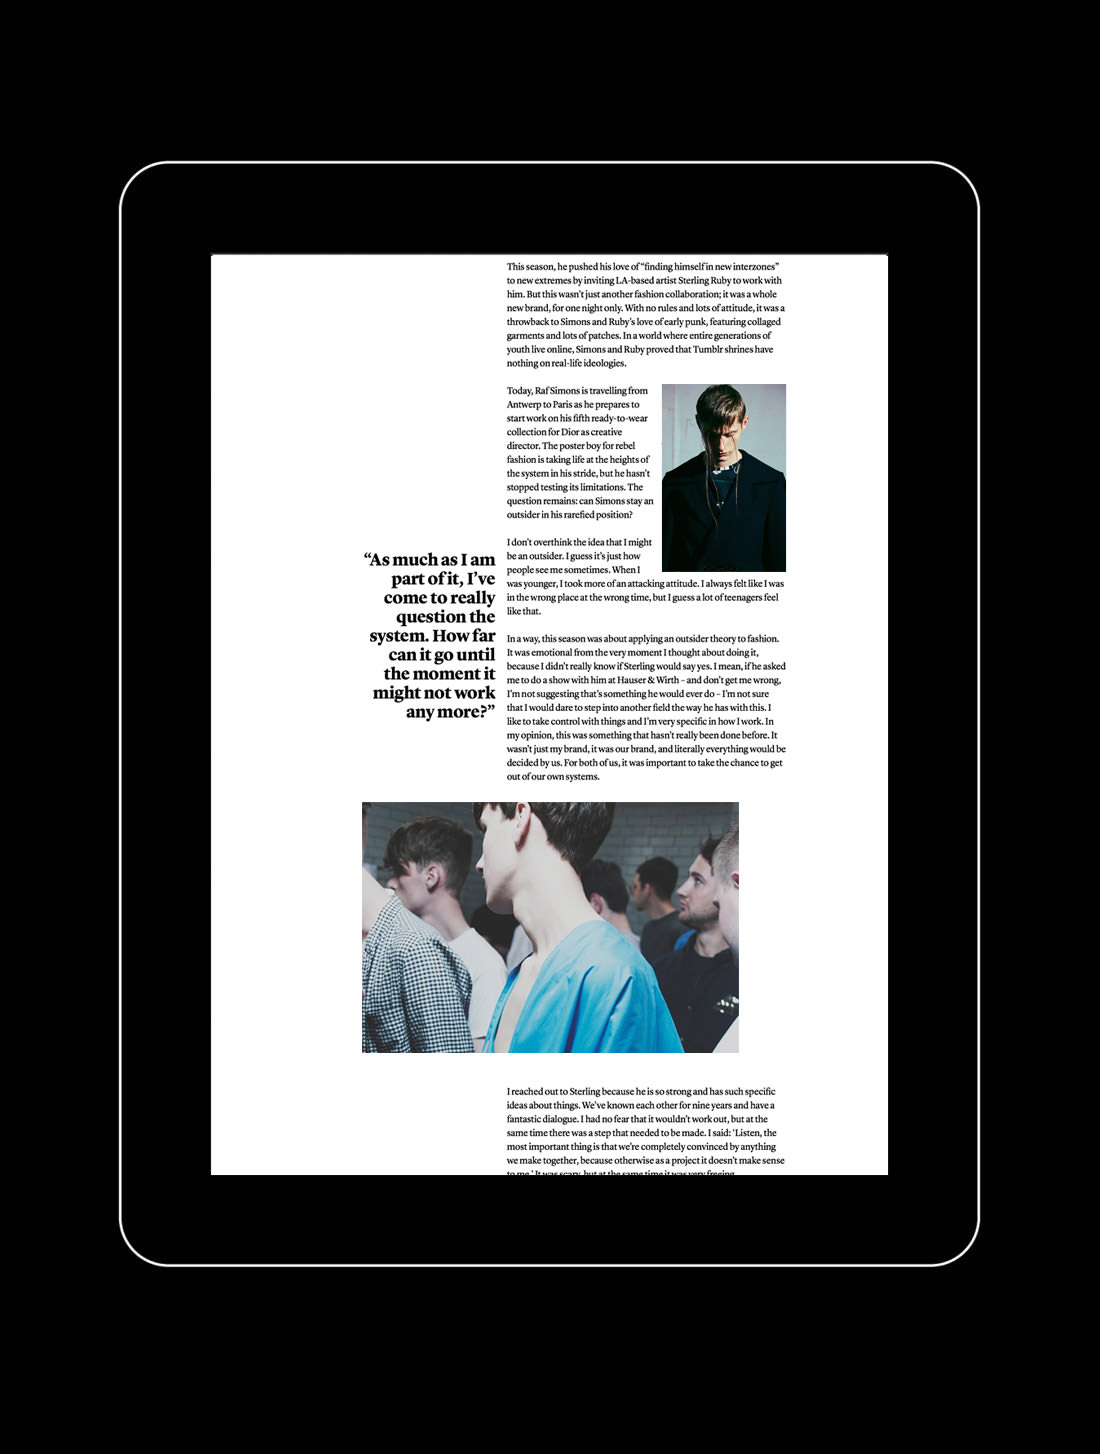 This season, he pushed his love of “finding himself in new interzones”
to new extremes by inviting LA-based artist Sterling Ruby to work with
him. But this wasn’t just another fashion collaboration; it was a whole
new brand, for one night only. With no rules and lots of attitude, it was a
throwback to Simons and Ruby’s love of early punk, featuring collaged
garments and lots of patches. In a world where entire generations of
youth live online, Simons and Ruby proved that Tumblr shrines have
nothing on real-life ideologies.
Today, Raf Simons is travelling from
Antwerp to Paris as he prepares to
start work on his fifth ready-to-wear
collection for Dior as creative
director. The poster boy for rebel
fashion is taking life at the heights of
the system in his stride, but he hasn’t
stopped testing its limitations. The
question remains: can Simons stay an
outsider in his rarefied position?
I don’t overthink the idea that I might
be an outsider. I guess it’s just how
people see me sometimes. When I
was younger, I took more of an attacking attitude. I always felt like I was
in the wrong place at the wrong time, but I guess a lot of teenagers feel
like that.
“As much as I am
part of it, I’ve
come to really
question the
system. How far
can it go until
the moment it
might not work
any more?”
In a way, this season was about applying an outsider theory to fashion.
It was emotional from the very moment I thought about doing it,
because I didn’t really know if Sterling would say yes. I mean, if he asked
me to do a show with him at Hauser & Wirth – and don’t get me wrong,
I’m not suggesting that’s something he would ever do – I’m not sure
that I would dare to step into another field the way he has with this. I
like to take control with things and I’m very specific in how I work. In
my opinion, this was something that hasn’t really been done before. It
wasn’t just my brand, it was our brand, and literally everything would be
decided by us. For both of us, it was important to take the chance to get
out of our own systems.
I reached out to Sterling because he is so strong and has such specific
ideas about things. We’ve known each other for nine years and have a
fantastic dialogue. I had no fear that it wouldn’t work out, but at the
same time there was a step that needed to be made. I said: ‘Listen, the
most important thing is that we’re completely convinced by anything
we make together, because otherwise as a project it doesn’t make sense
to me.’ It was scary, but at the same time it was very freeing.